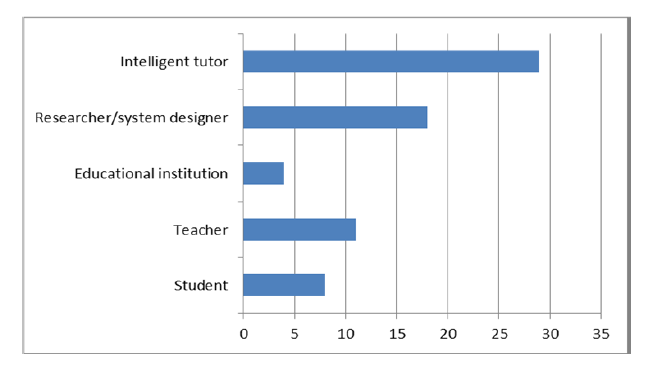 Intelligent tutor
Researcher/system designer
Educational institution
Teacher
Student
0 5 10 15 20 25 30 35